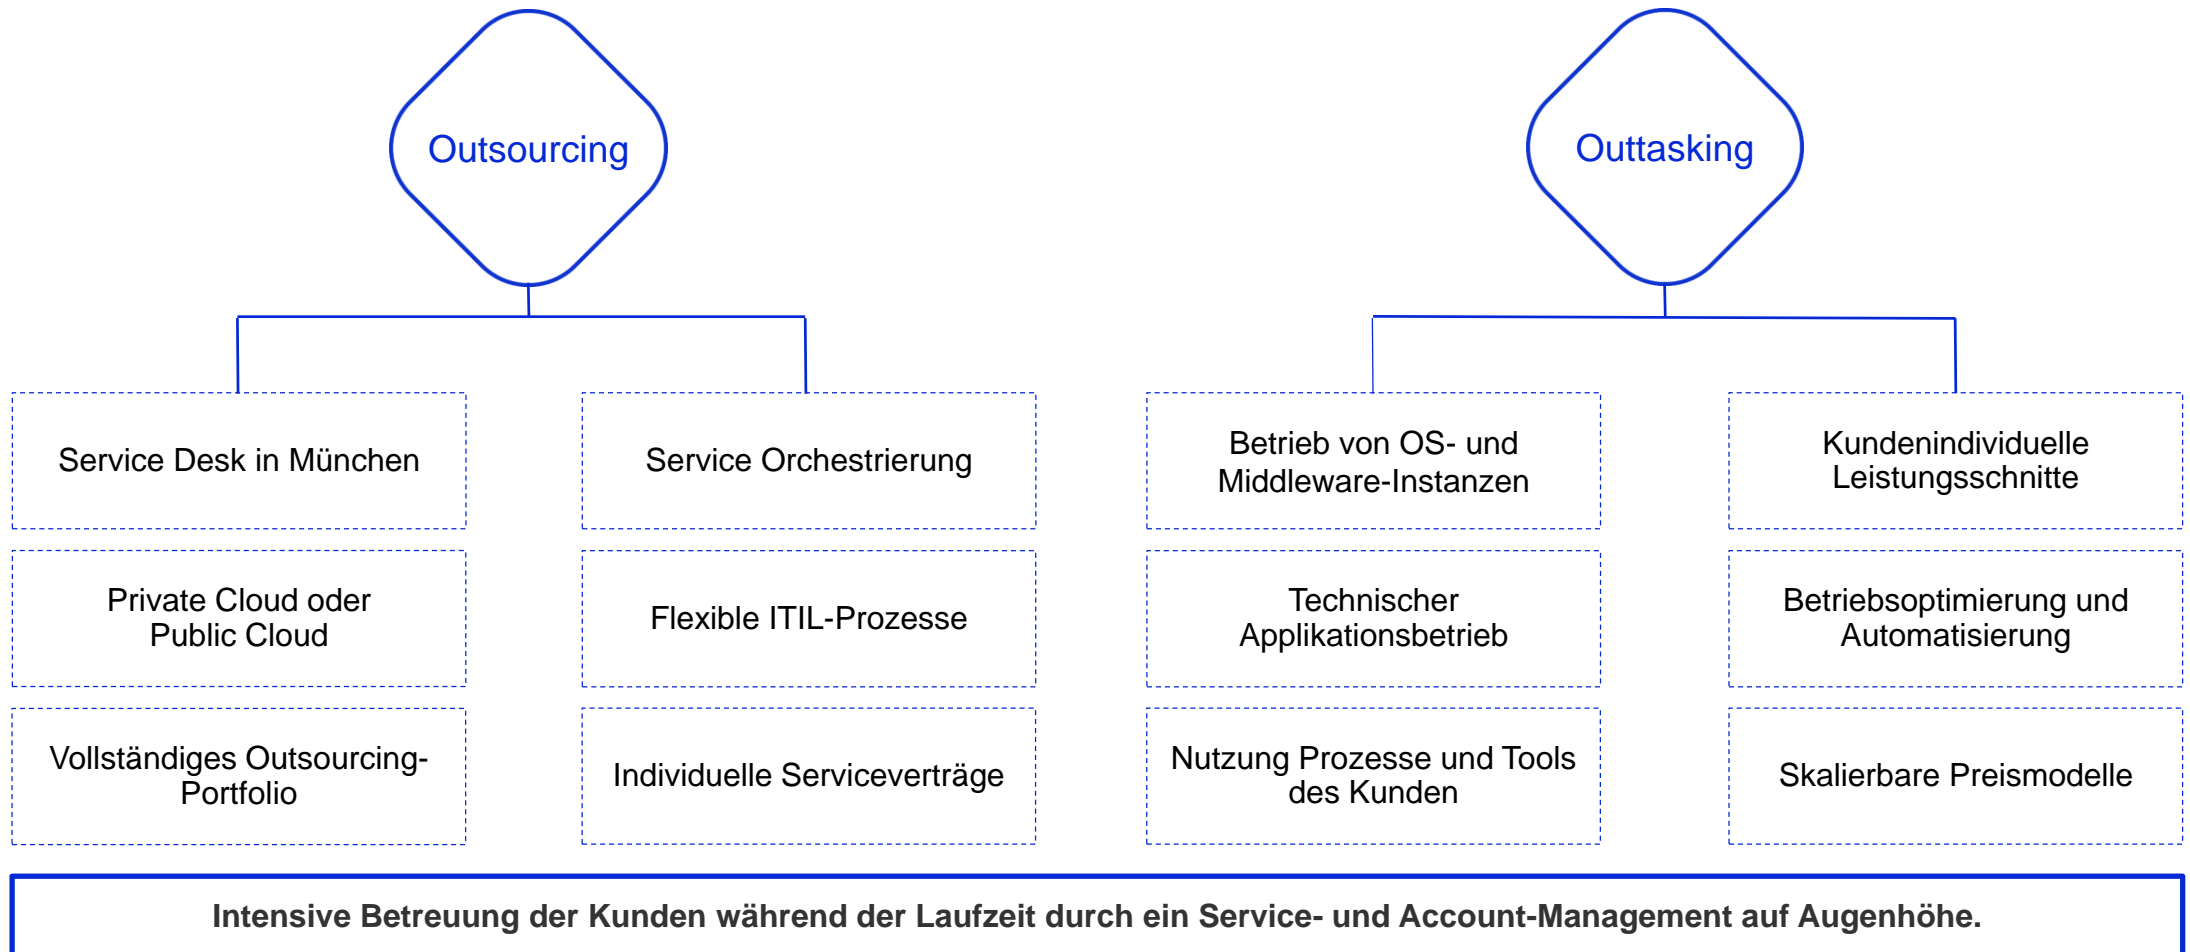 Outsourcing
Outtasking
Service Desk in München
Service Orchestrierung
Betrieb von OS- und
Middleware-Instanzen
Kundenindividuelle
Leistungsschnitte
Private Cloud oder
Public Cloud
Flexible ITIL-Prozesse
Technischer
Applikationsbetrieb
Betriebsoptimierung und
Automatisierung
Vollständiges Outsourcing-
Portfolio
Individuelle Serviceverträge
Nutzung Prozesse und Tools
des Kunden
Skalierbare Preismodelle
Intensive Betreuung der Kunden während der Laufzeit durch ein Service- und Account-Management auf Augenhöhe.